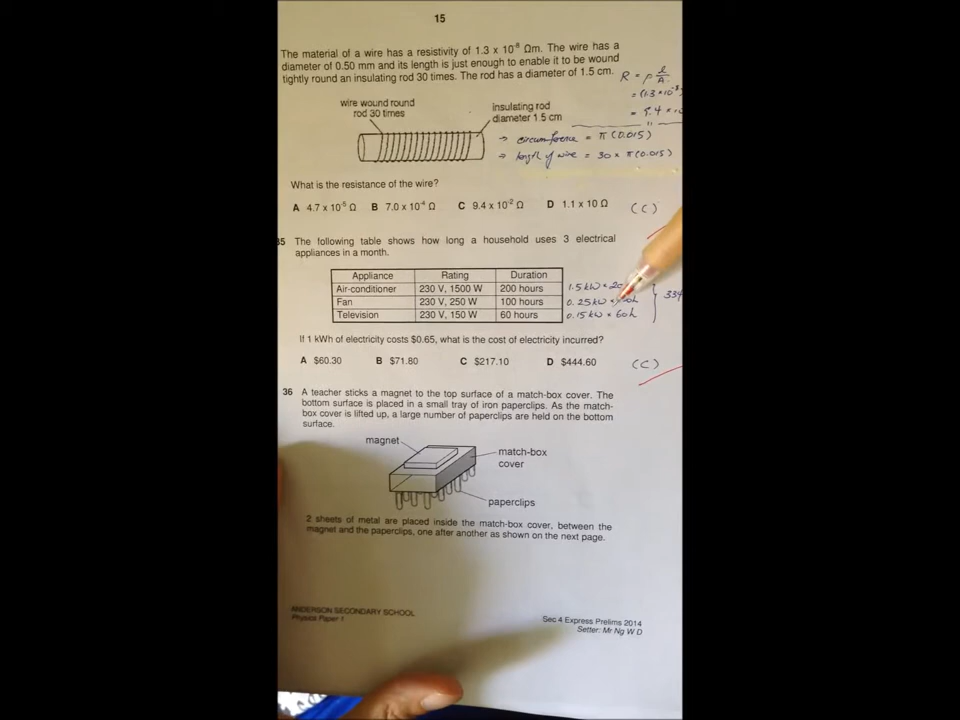 15
The material of a wire has a resistivity of 1.3 x 10⁻⁸ Ωm. The wire has a
diameter of 0.50 mm and its length is just enough to enable it to be wound
tightly round an insulating rod 30 times. The rod has a diameter of 1.5 cm.
R = ρ l/A
= (1.3 × 10⁻⁸
wire wound round
rod 30 times
insulating rod
diameter 1 5 cm
→ circumference = π(0.015)
→ length of wire = 30 × π(0.015)
What is the resistance of the wire?
A 4.7 x 10⁻⁵ Ω B 7.0 x 10⁻⁴ Ω C 9.4 x 10⁻² Ω D 1.1 x 10 Ω (C)
35 The following table shows how long a household uses 3 electrical
appliances in a month.
Appliance Rating Duration
Air-conditioner 230 V, 1500 W 200 hours 1.5 kW ×
Fan 230 V, 250 W 100 hours 0.25 kW ×
Television 230 V, 150 W 60 hours 0.15 kW × 60h
334
If 1 kWh of electricity costs $0.65, what is the cost of electricity incurred?
A $60.30 B $71.80 C $217.10 D $444.60 (C)
36 A teacher sticks a magnet to the top surface of a match-box cover. The
bottom surface is placed in a small tray of iron paperclips. As the match-
box cover is lifted up, a large number of paperclips are held on the bottom
surface.
magnet
match-box
cover
paperclips
2 sheets of metal are placed inside the match-box cover, between the
magnet and the paperclips, one after another as shown on the next page.
ANDERSON SECONDARY SCHOOL
Physics Paper 1
Sec 4 Express Prelims 2014
Setter: Mr Ng W D